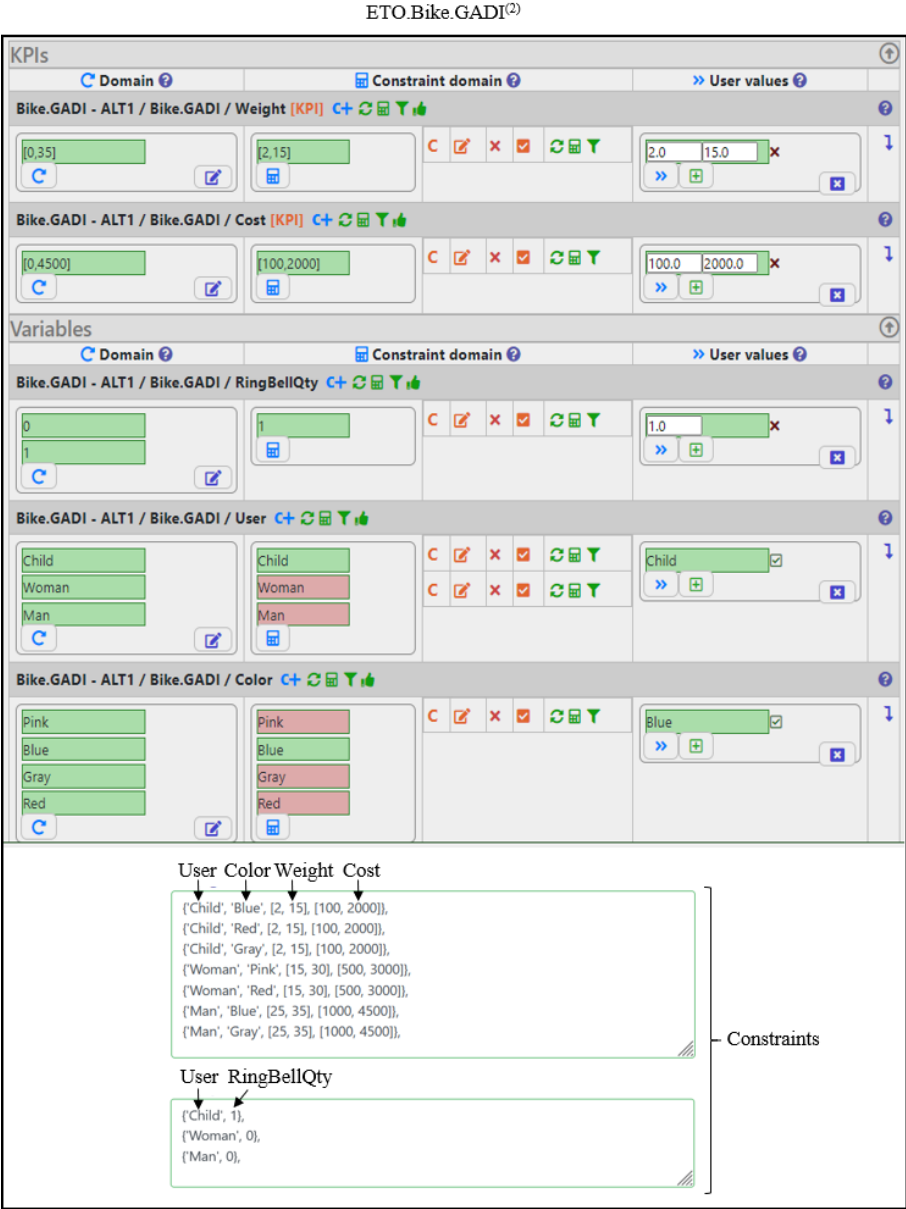 ETO.Bike.GADI(2)
KPIs
Domain Constraint domain User values
Bike.GADI - ALT1 / Bike.GADI / Weight [KPI] C+
[0,35] [2,15] C 2.0 15.0
Bike.GADI - ALT1 / Bike.GADI / Cost [KPI] C+
[0,4500] [100,2000] C 100.0 2000.0
Variables
Domain Constraint domain User values
Bike.GADI - ALT1 / Bike.GADI / RingBellQty C+
0 1 C 1.0
1
Bike.GADI - ALT1 / Bike.GADI / User C+
Child Child C Child
Woman Woman C
Man Man
Bike.GADI - ALT1 / Bike.GADI / Color C+
Pink Pink C Blue
Blue Blue
Gray Gray
Red Red
User Color Weight Cost
{'Child', 'Blue', [2, 15], [100, 2000]},
{'Child', 'Red', [2, 15], [100, 2000]},
{'Child', 'Gray', [2, 15], [100, 2000]},
{'Woman', 'Pink', [15, 30], [500, 3000]},
{'Woman', 'Red', [15, 30], [500, 3000]},
{'Man', 'Blue', [25, 35], [1000, 4500]},
{'Man', 'Gray', [25, 35], [1000, 4500]},
Constraints
User RingBellQty
{'Child', 1},
{'Woman', 0},
{'Man', 0},